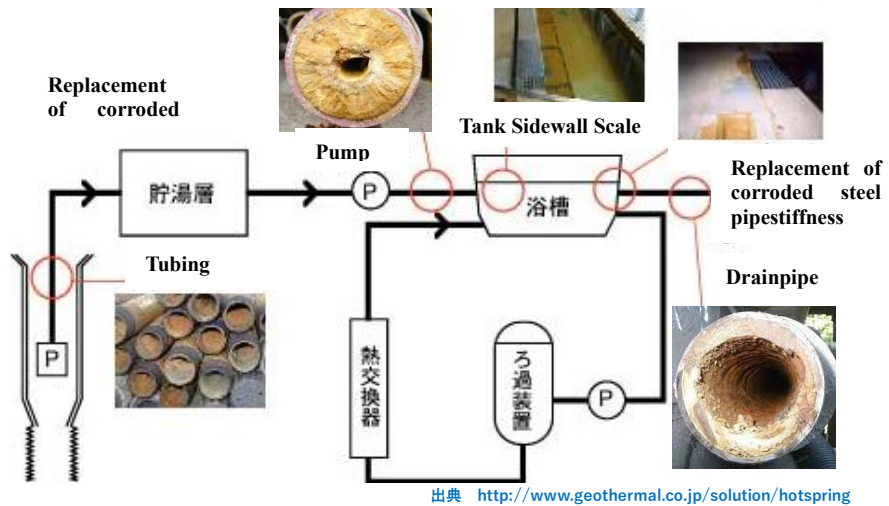 Replacement
of corroded
Pump
Tank Sidewall Scale
Replacement of
corroded steel
pipestiffness
貯湯層
P
浴槽
Tubing
Drainpipe
P
熱交換器
ろ過装置
P
出典 http://www.geothermal.co.jp/solution/hotspring